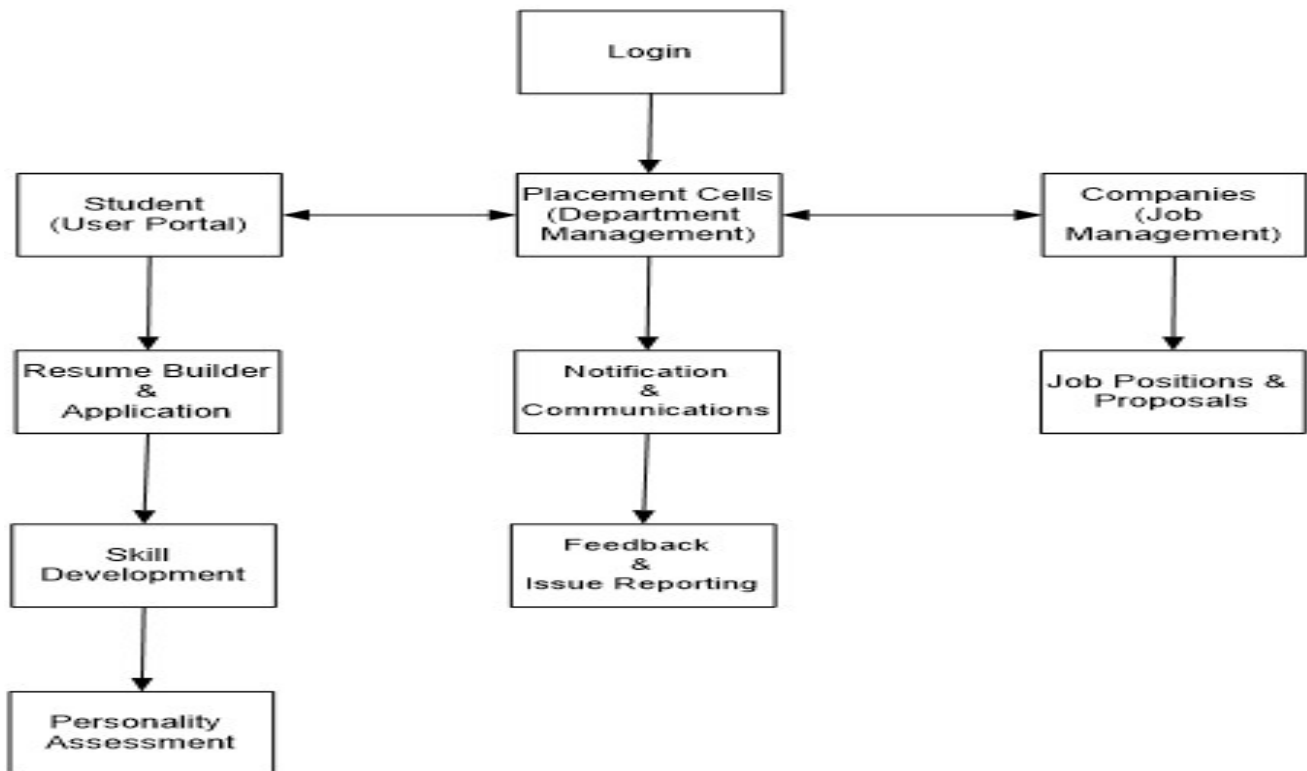 Login
Student
(User Portal)
Placement Cells
(Department
Management)
Companies
(Job
Management)
Resume Builder
&
Application
Notification
&
Communications
Job Positions &
Proposals
Skill
Development
Feedback
&
Issue Reporting
Personality
Assessment